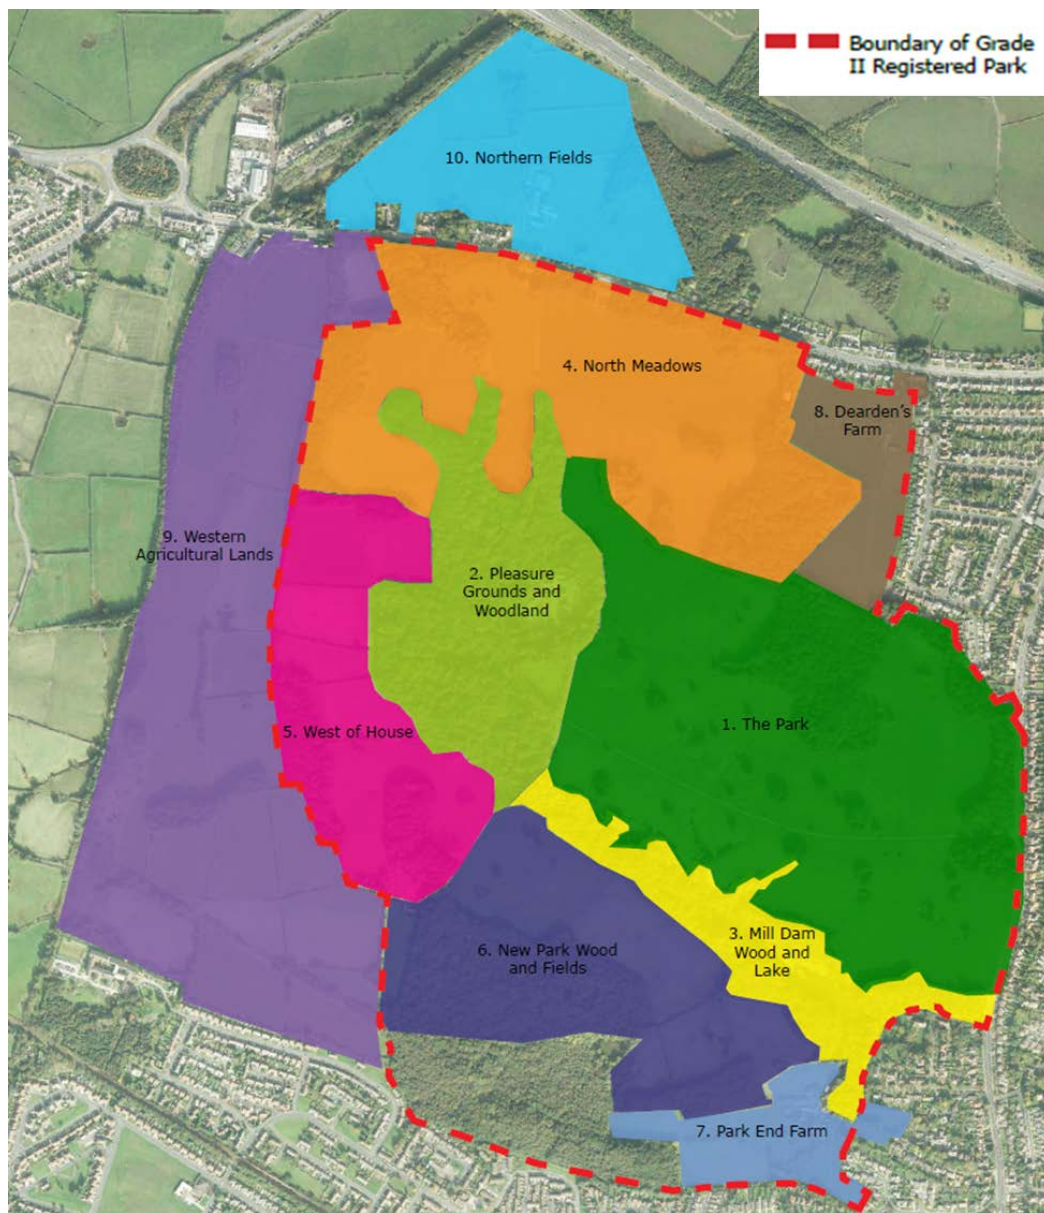 Boundary of Grade
II Registered Park
10. Northern Fields
4. North Meadows
8. Dearden's
Farm
9. Western
Agricultural Lands
2. Pleasure
Grounds and
Woodland
1. The Park
5. West of House
3. Mill Dam
Wood and
Lake
6. New Park Wood
and Fields
7. Park End Farm